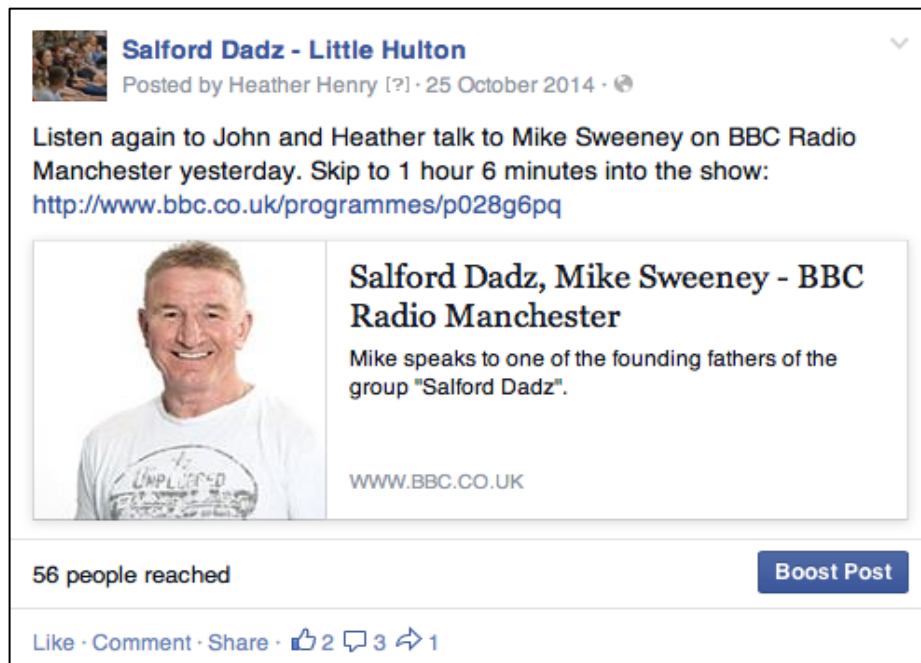 Salford Dadz - Little Hulton
Posted by Heather Henry [?] · 25 October 2014 ·
Listen again to John and Heather talk to Mike Sweeney on BBC Radio
Manchester yesterday. Skip to 1 hour 6 minutes into the show:
http://www.bbc.co.uk/programmes/p028g6pq
UNPLUGGED
Salford Dadz, Mike Sweeney - BBC
Radio Manchester
Mike speaks to one of the founding fathers of the
group "Salford Dadz".
WWW.BBC.CO.UK
56 people reached
Boost Post
Like · Comment · Share · 2 3 1